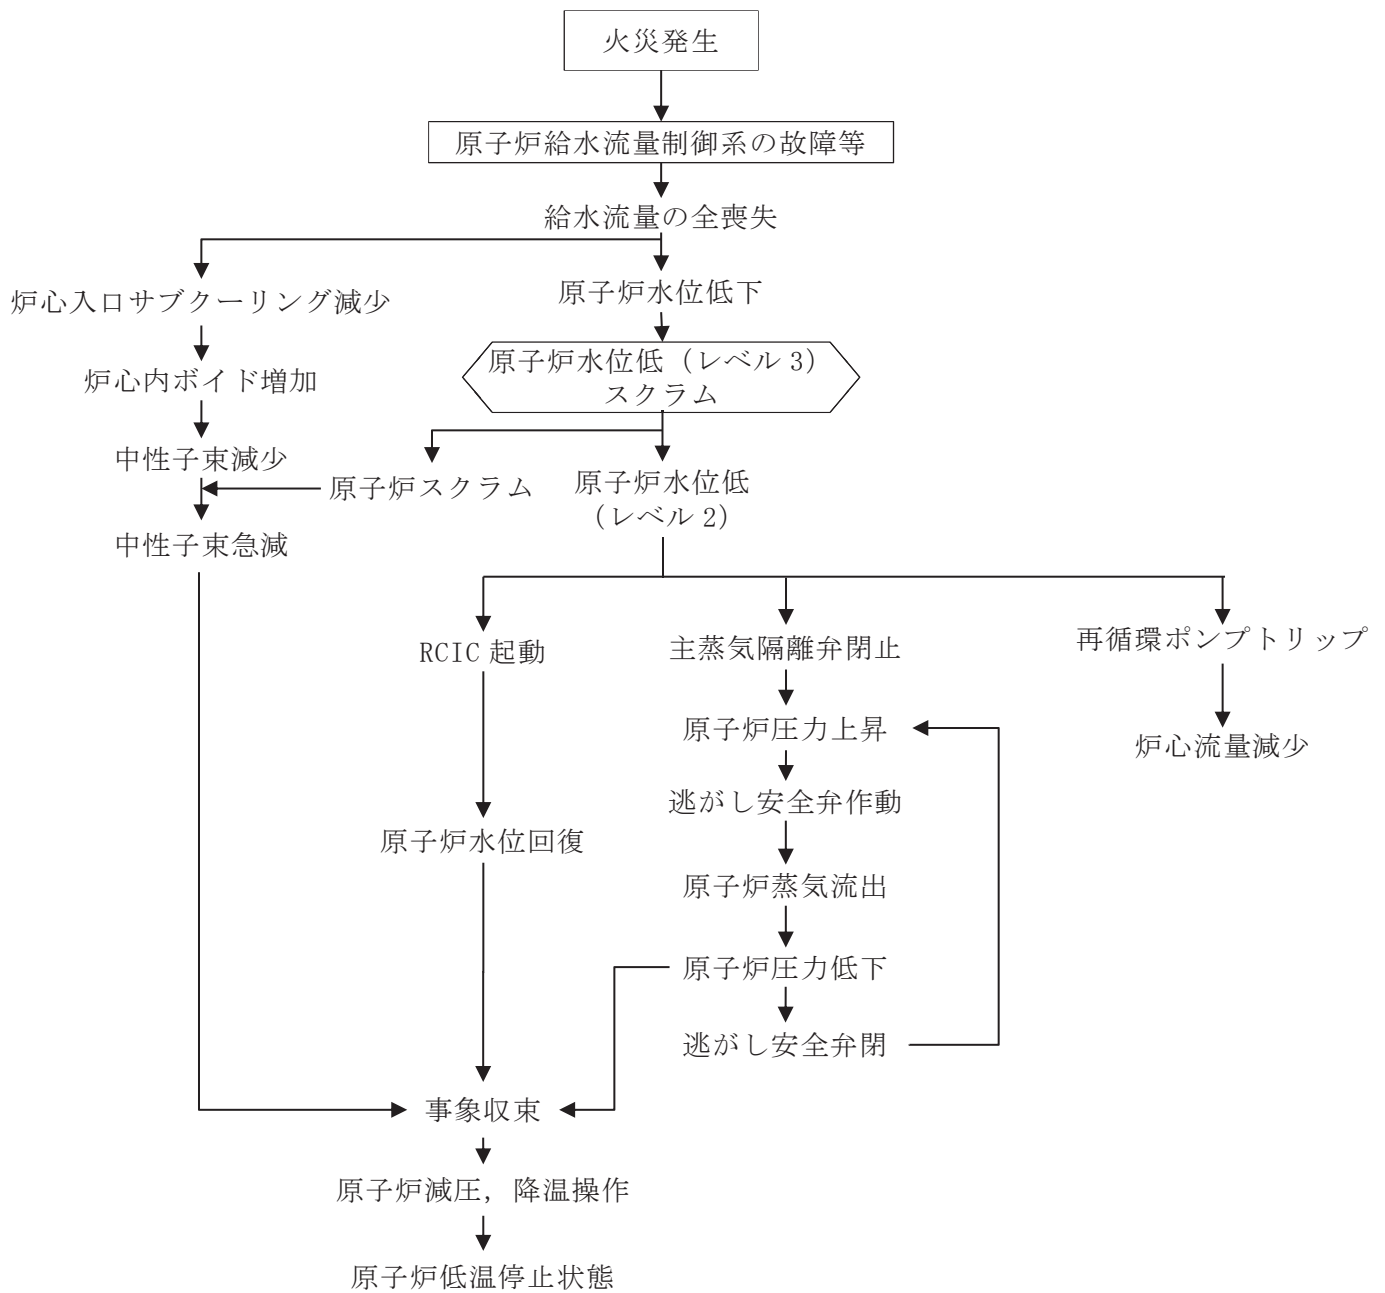 火災発生
原子炉給水流量制御系の故障等
給水流量の全喪失
炉心入口サブクーリング減少
原子炉水位低下
原子炉水位低（レベル3）
スクラム
炉心内ボイド増加
中性子束減少
原子炉スクラム
原子炉水位低
（レベル2）
中性子束急減
RCIC 起動
主蒸気隔離弁閉止
再循環ポンプトリップ
原子炉圧力上昇
炉心流量減少
逃がし安全弁作動
原子炉水位回復
原子炉蒸気流出
原子炉圧力低下
逃がし安全弁閉
事象収束
原子炉減圧，降温操作
原子炉低温停止状態